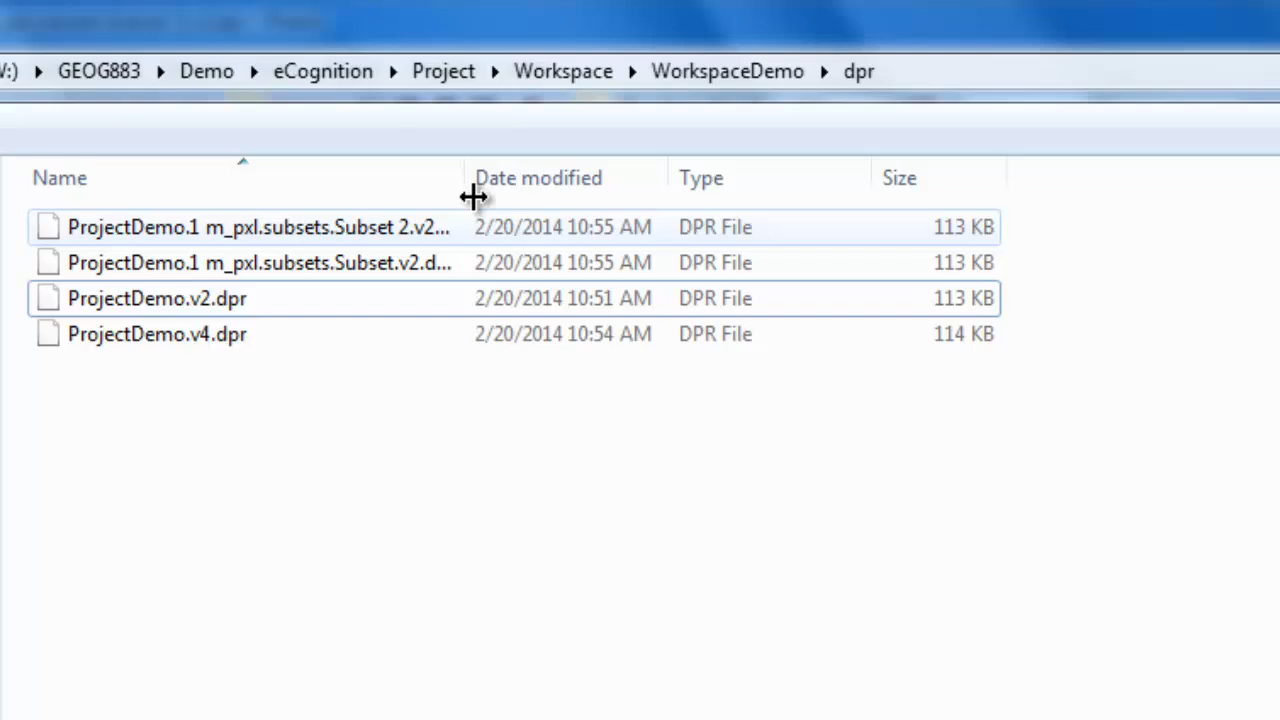 V:) ▸ GEOG883 ▸ Demo ▸ eCognition ▸ Project ▸ Workspace ▸ WorkspaceDemo ▸ dpr
Name Date modified Type Size
ProjectDemo.1 m_pxl.subsets.Subset 2.v2... 2/20/2014 10:55 AM DPR File 113 KB
ProjectDemo.1 m_pxl.subsets.Subset.v2.d... 2/20/2014 10:55 AM DPR File 113 KB
ProjectDemo.v2.dpr 2/20/2014 10:51 AM DPR File 113 KB
ProjectDemo.v4.dpr 2/20/2014 10:54 AM DPR File 114 KB